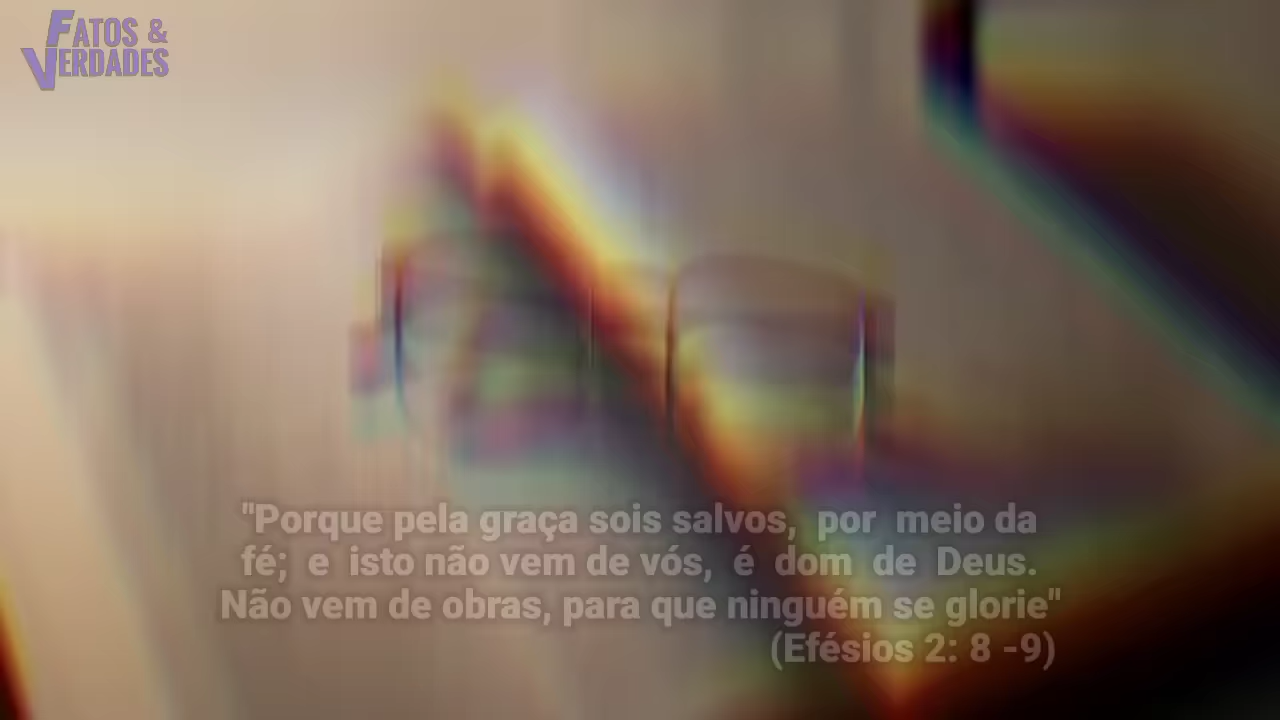 FATOS &
VERDADES
"Porque pela graça sois salvos, por meio da
fé; e isto não vem de vós, é dom de Deus.
Não vem de obras, para que ninguém se glorie"
(Efésios 2: 8 -9)